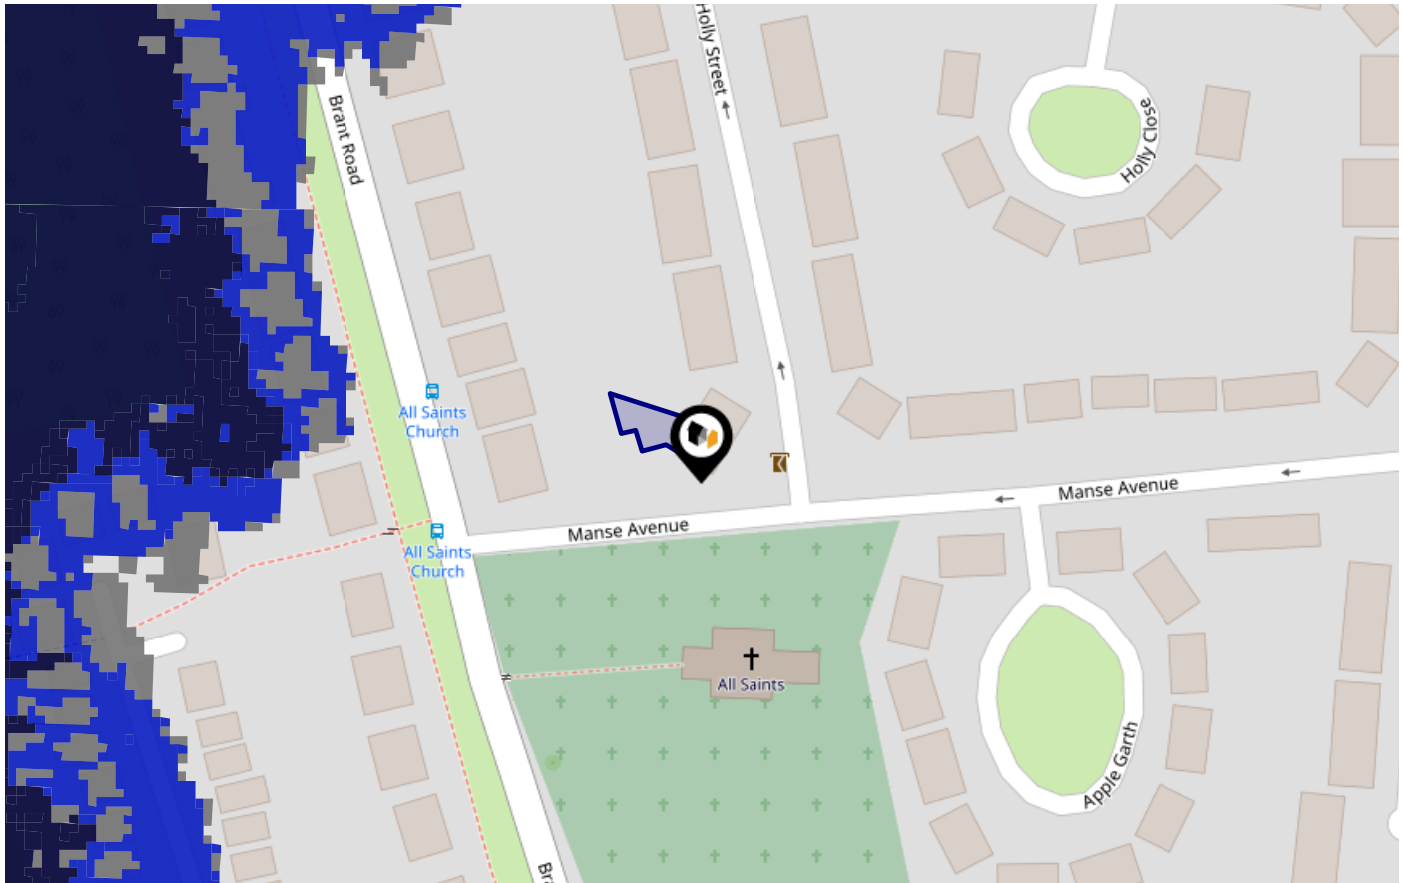 Holly Street
Brant Road
Holly Close
All Saints
Church
Manse Avenue
Manse Avenue
All Saints
Church
All Saints
Apple Garth
Bra